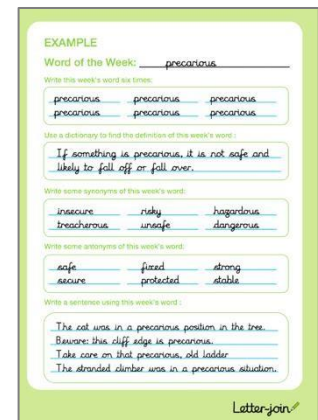 EXAMPLE
Word of the Week: precarious
Write this week's word six times:
precarious precarious precarious
precarious precarious precarious
Use a dictionary to find the definition of this week's word :
If something is precarious, it is not safe and
likely to fall off or fall over.
Write some synonyms of this week's word:
insecure risky hazardous
treacherous unsafe dangerous
Write some antonyms of this week's word:
safe fixed strong
secure protected stable
Write a sentence using this week's word :
The cat was in a precarious position in the tree.
Beware: this cliff edge is precarious.
Take care on that precarious, old ladder
The stranded climber was in a precarious situation.
Letter-join